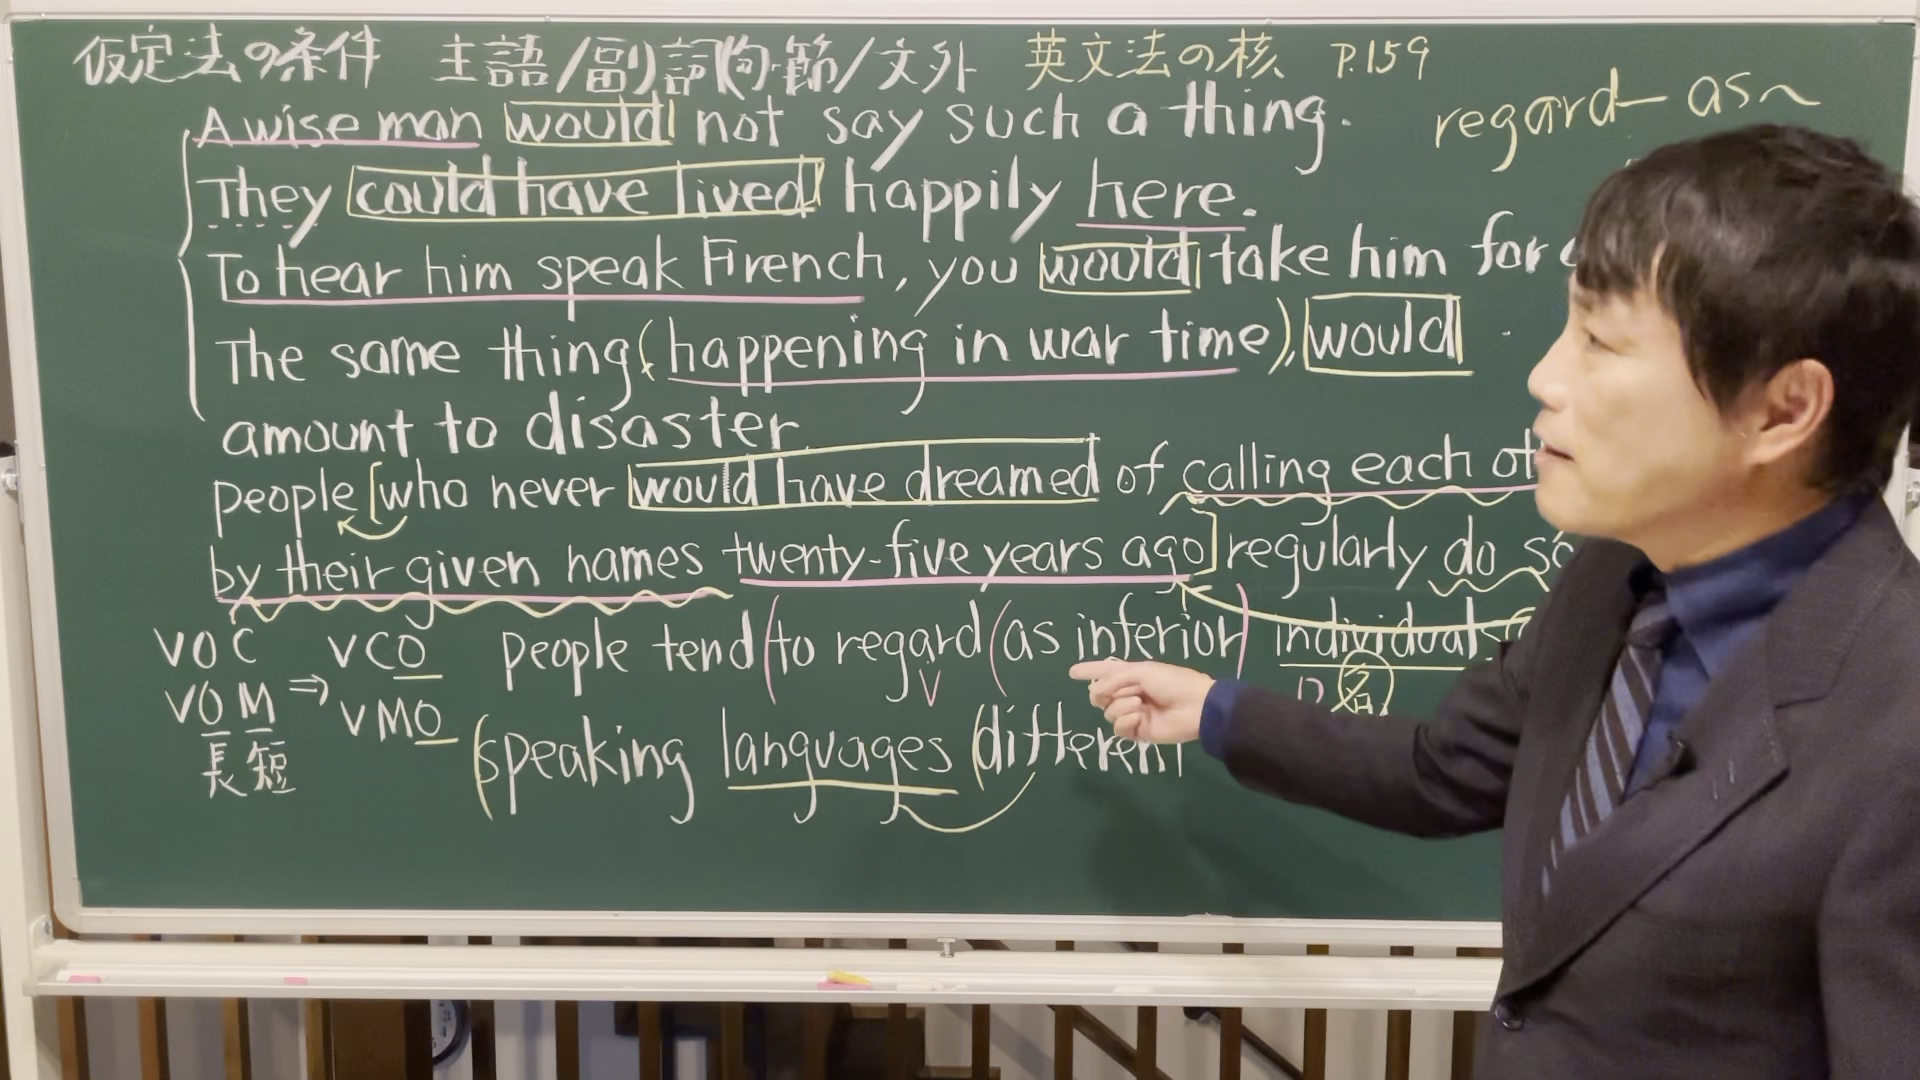 仮定法の条件 主語/副詞句・節/文外 英文法の核 P.159
regard — as〜
A wise man would not say such a thing.
They could have lived happily here.
To hear him speak French, you would take him for
The same thing (happening in war time), would
amount to disaster
people [who never would have dreamed of calling each
by their given names twenty-five years ago] regularly do so
VOC VCO people tend (to regard (as inferior) individuals
V 名
VOM ⇒ VMO (speaking languages (different
長短